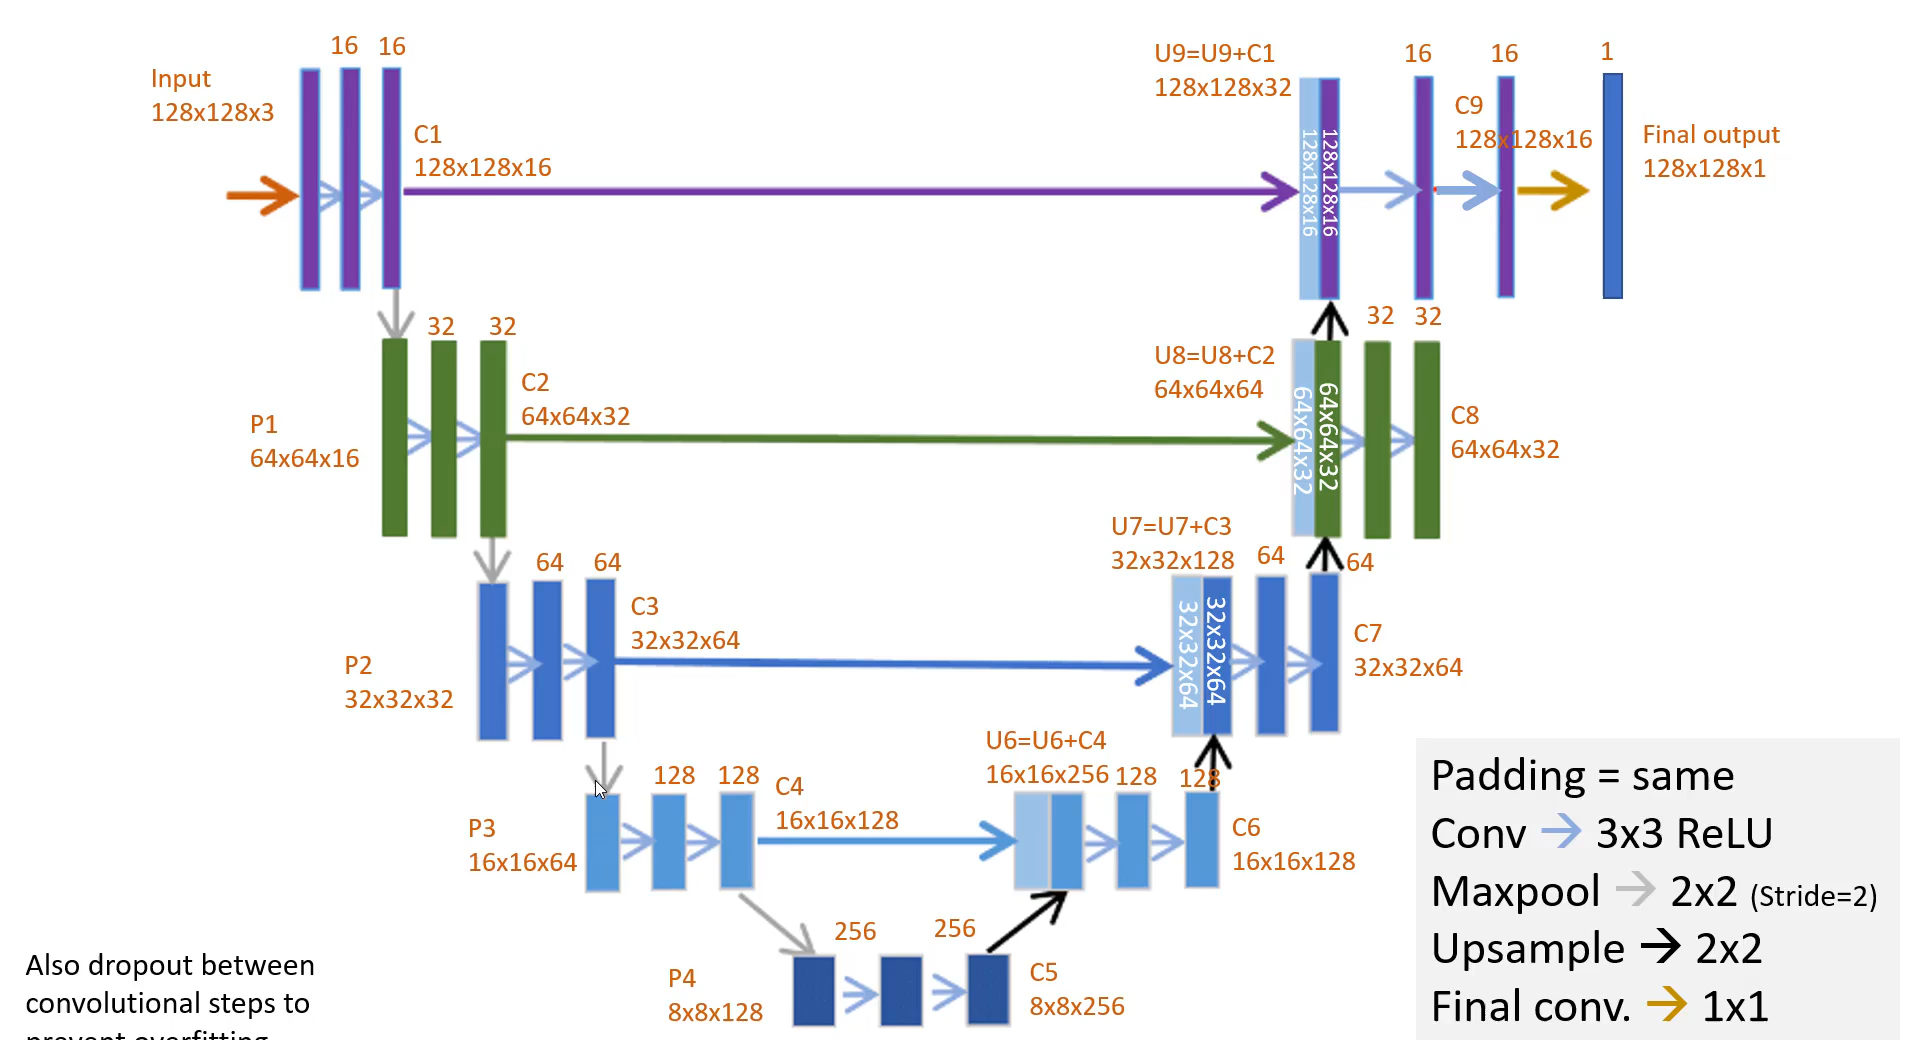 Input
128x128x3
16
16
C1
128x128x16
U9=U9+C1
128x128x32
128x128x16
128x128x16
16
C9
128x128x16
16
1
Final output
128x128x1
P1
64x64x16
32
32
C2
64x64x32
U8=U8+C2
64x64x64
64x64x32
64x64x32
32
32
C8
64x64x32
P2
32x32x32
64
64
C3
32x32x64
U7=U7+C3
32x32x128
32x32x64
32x32x64
64
64
C7
32x32x64
P3
16x16x64
128
128
C4
16x16x128
U6=U6+C4
16x16x256
128
128
C6
16x16x128
P4
8x8x128
256
256
C5
8x8x256
Padding = same
Conv → 3x3 ReLU
Maxpool → 2x2 (Stride=2)
Upsample → 2x2
Final conv. → 1x1
Also dropout between
convolutional steps to
prevent overfitting